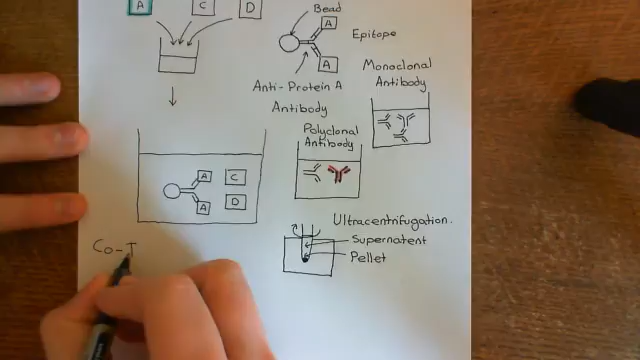 A
C
D
Bead
A
Epitope
A
Anti-Protein A
Antibody
Monoclonal
Antibody
Polyclonal
Antibody
A
C
A
D
Ultracentrifugation.
Supernatent
Pellet
Co-I